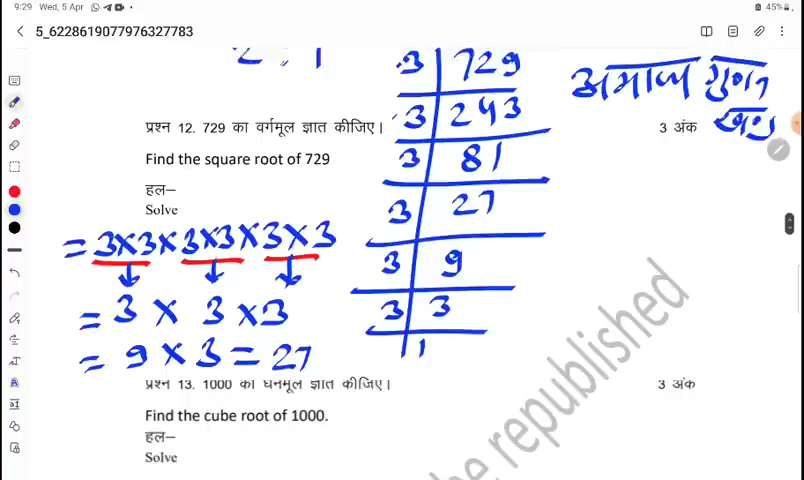 9:29 Wed, 5 Apr
45%
5_6228619077976327783
3 | 729
3 | 243
3 | 81
3 | 27
3 | 9
3 | 3
1
अभाज्य गुणन
खण्ड
प्रश्न 12. 729 का वर्गमूल ज्ञात कीजिए।
3 अंक
Find the square root of 729
हल–
Solve
= 3×3×3×3×3×3
= 3 × 3 ×3
= 9 × 3 = 27
प्रश्न 13. 1000 का घनमूल ज्ञात कीजिए।
3 अंक
Find the cube root of 1000.
हल–
Solve
be republished